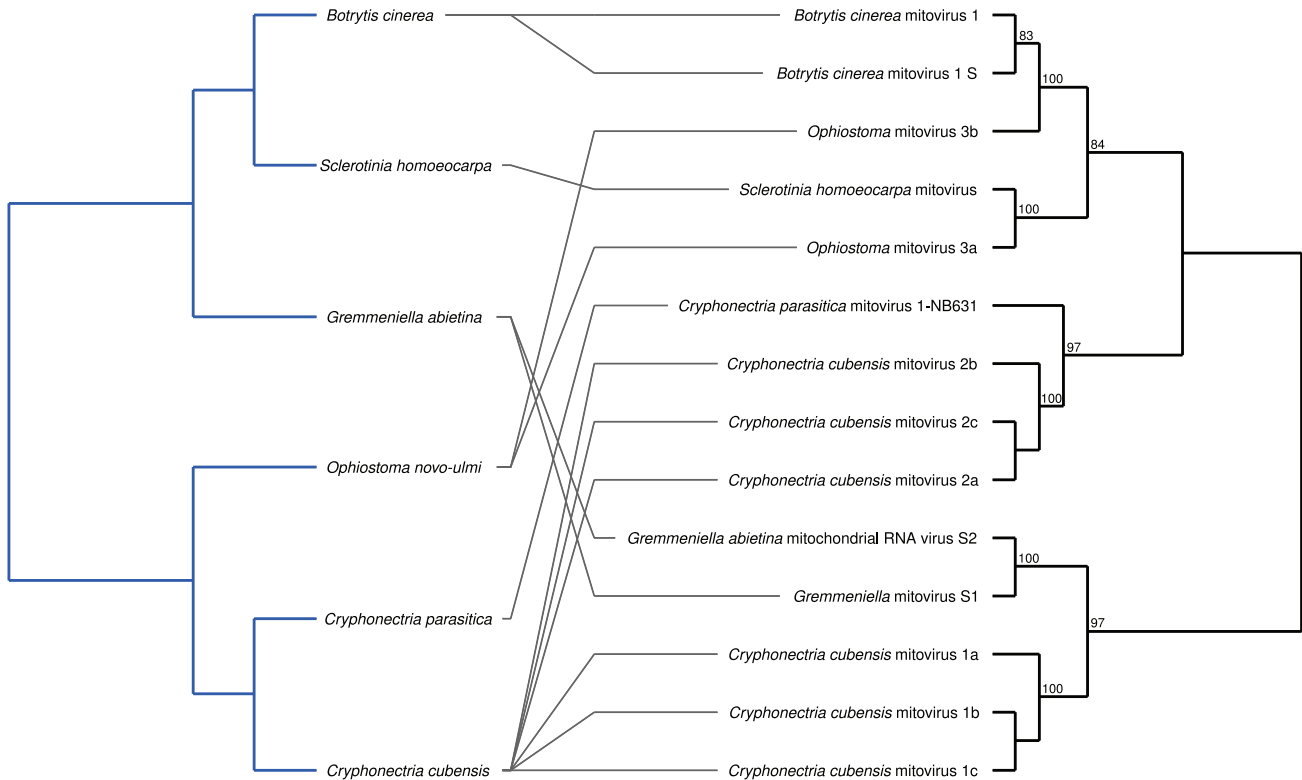 Botrytis cinerea
Sclerotinia homoeocarpa
Gremmeniella abietina
Ophiostoma novo-ulmi
Cryphonectria parasitica
Cryphonectria cubensis
Botrytis cinerea mitovirus 1
Botrytis cinerea mitovirus 1 S
Ophiostoma mitovirus 3b
Sclerotinia homoeocarpa mitovirus
Ophiostoma mitovirus 3a
Cryphonectria parasitica mitovirus 1-NB631
Cryphonectria cubensis mitovirus 2b
Cryphonectria cubensis mitovirus 2c
Cryphonectria cubensis mitovirus 2a
Gremmeniella abietina mitochondrial RNA virus S2
Gremmeniella mitovirus S1
Cryphonectria cubensis mitovirus 1a
Cryphonectria cubensis mitovirus 1b
Cryphonectria cubensis mitovirus 1c
83
100
84
100
97
100
100
97
100